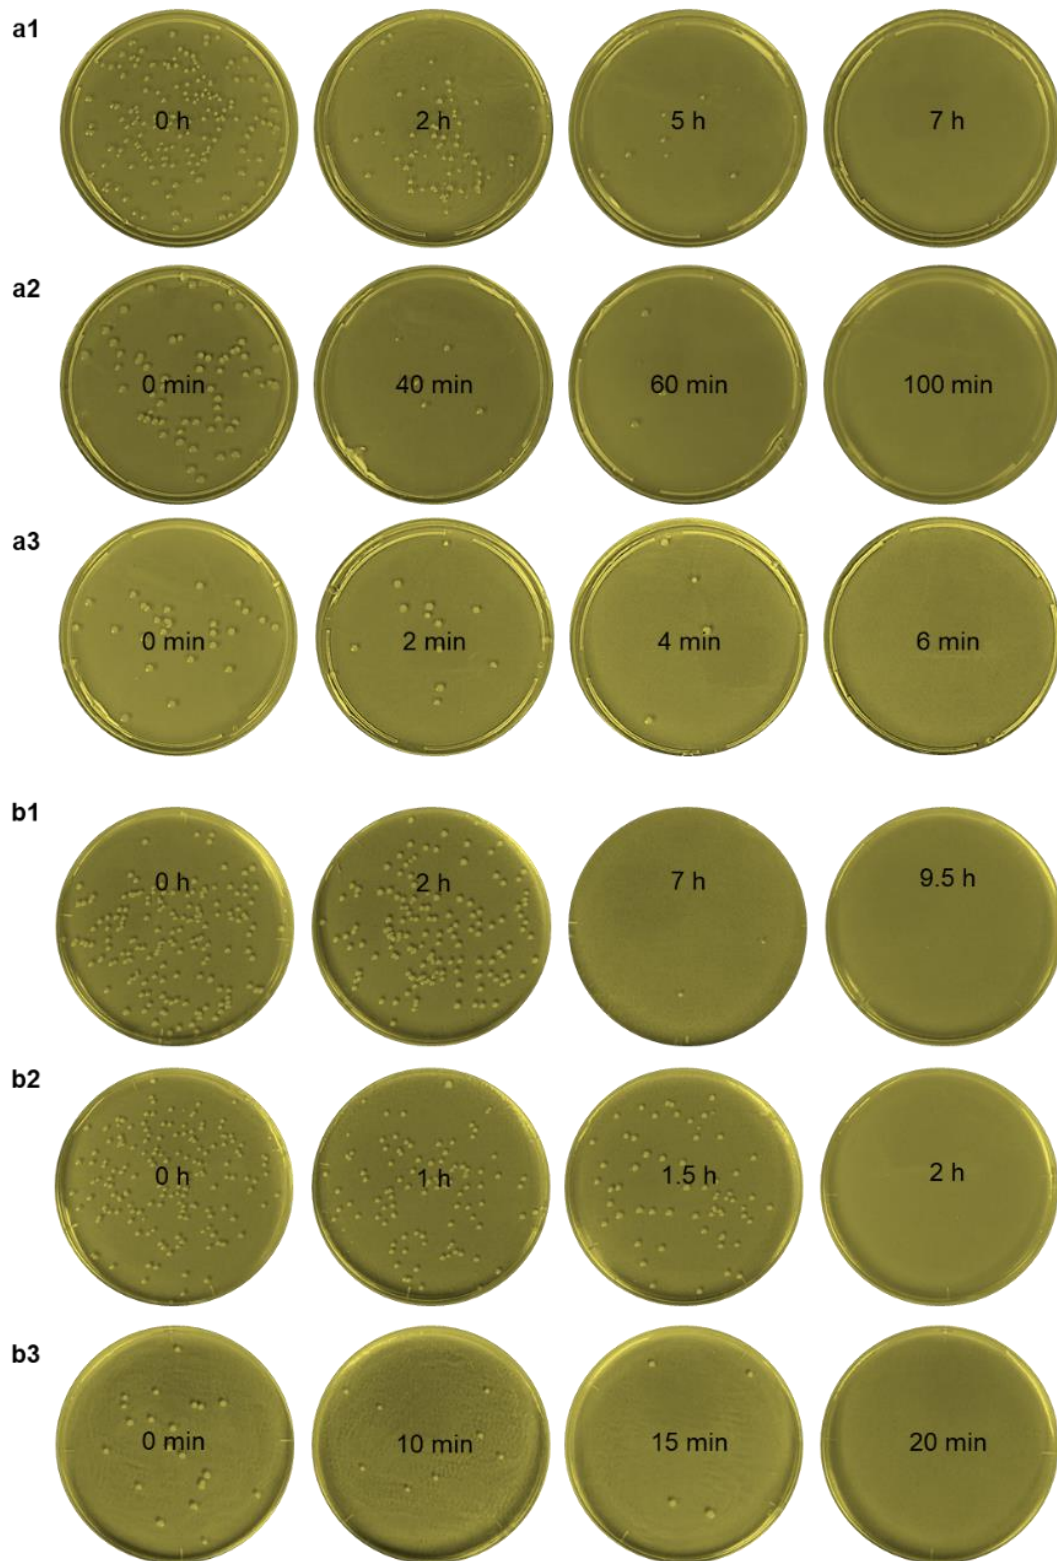 a1
0 h 2 h 5 h 7 h
a2
0 min 40 min 60 min 100 min
a3
0 min 2 min 4 min 6 min
b1
0 h 2 h 7 h 9.5 h
b2
0 h 1 h 1.5 h 2 h
b3
0 min 10 min 15 min 20 min